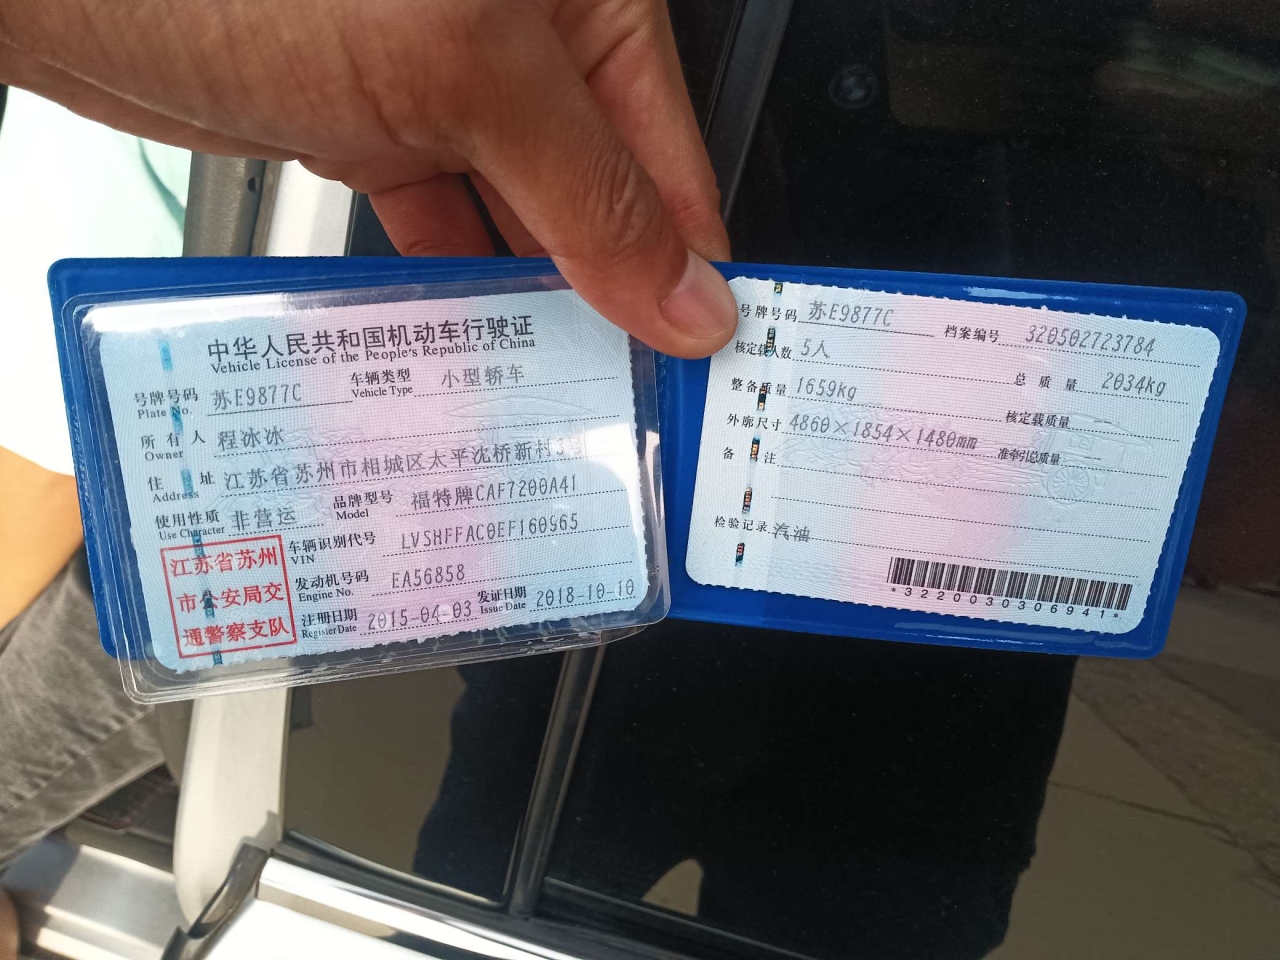 中华人民共和国机动车行驶证
Vehicle License of the People's Republic of China
号牌号码 苏E9877C 车辆类型 小型轿车
Plate No. Vehicle Type
所有人 程冰冰
Owner
住址 江苏省苏州市相城区太平沈桥新村3号
Address
使用性质 非营运 品牌型号 福特牌CAF7200A41
Use Character Model
车辆识别代号 LVSHFFAC0EF160965
VIN
发动机号码 EA56858
Engine No.
注册日期 2015-04-03 发证日期 2018-10-10
Register Date Issue Date
江苏省苏州
市公安局交
通警察支队
号牌号码 苏E9877C 档案编号 320502723784
核定载人数 5人 总质量 2034kg
整备质量 1659kg 核定载质量 —
外廓尺寸 4860×1854×1480mm 准牵引总质量 —
备注
检验记录 汽油
*3220030306941*